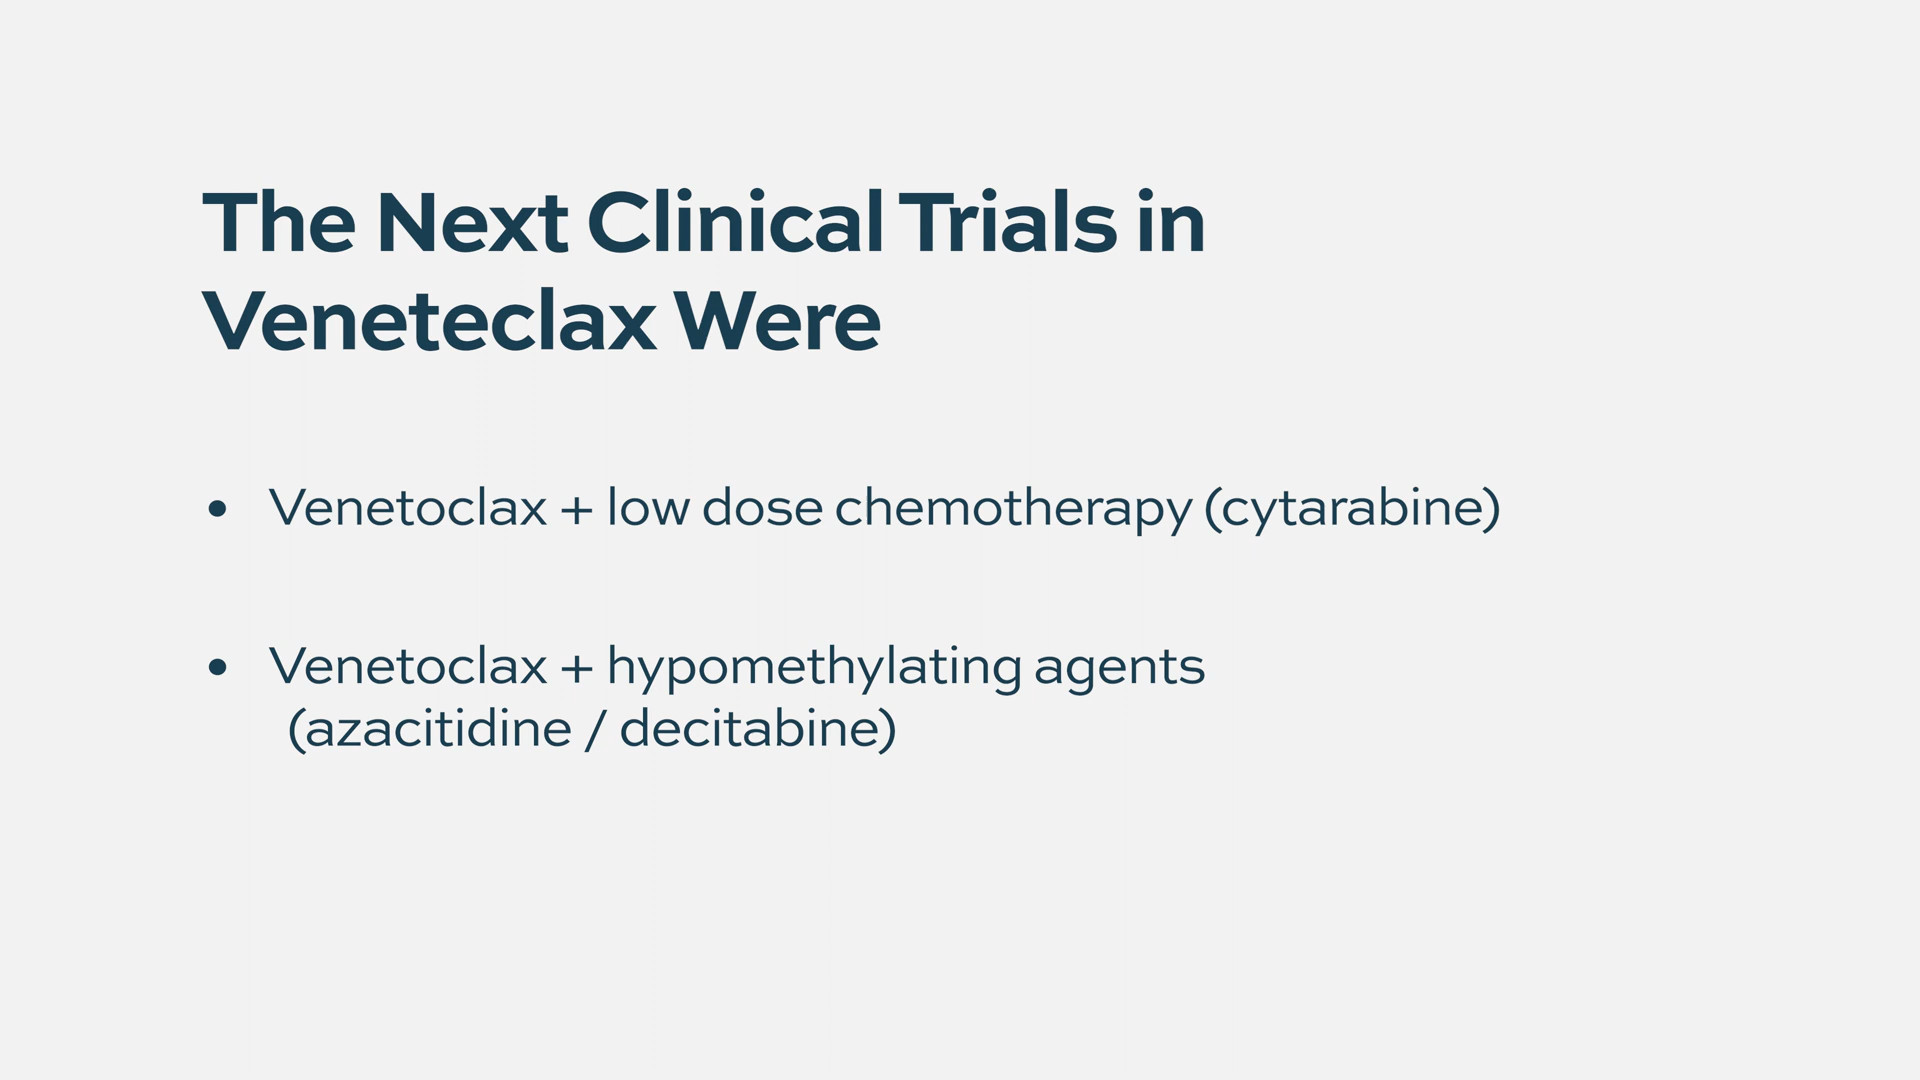 The Next Clinical Trials in
Veneteclax Were
• Venetoclax + low dose chemotherapy (cytarabine)
• Venetoclax + hypomethylating agents
(azacitidine / decitabine)